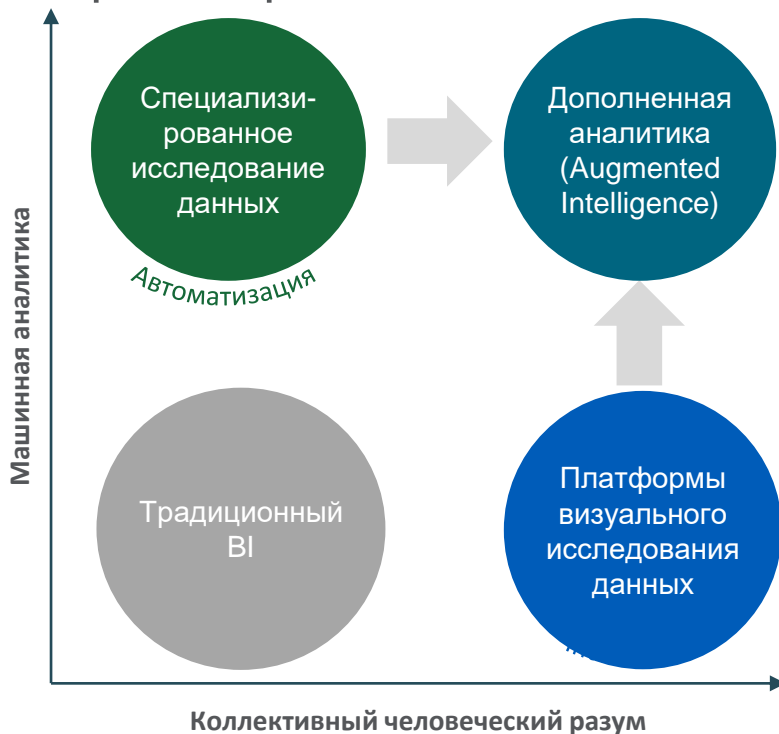 Специализи-
рованное
исследование
данных
Дополненная
аналитика
(Augmented
Intelligence)
Автоматизация
Машинная аналитика
Традиционный
BI
Платформы
визуального
исследования
данных
Коллективный человеческий разум